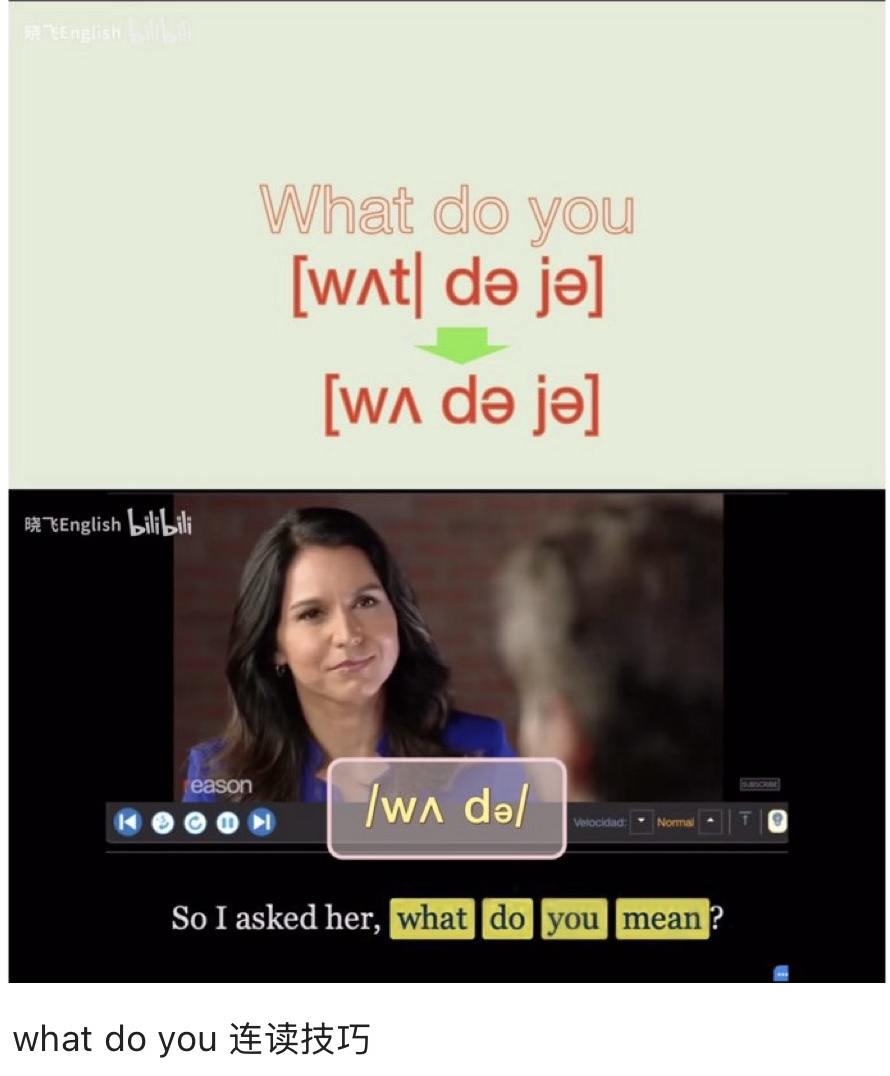 晓飞English bilibili
What do you
[wʌt| də jə]
[wʌ də jə]
晓飞English bilibili
reason
SUBSCRIBE
/wʌ də/
Velocidad: Normal
So I asked her, what do you mean?
what do you 连读技巧